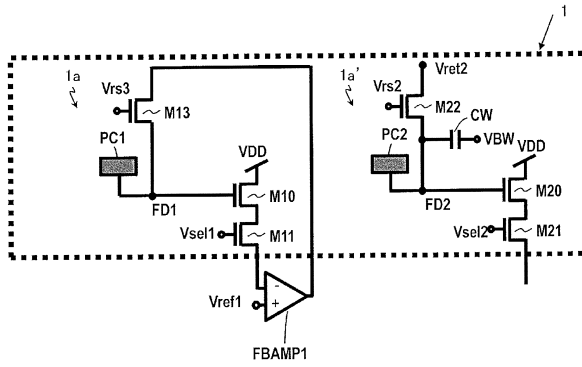 1
1a
1a'
Vret2
Vrs3
Vrs2
M13
M22
CW
PC1
PC2
VBW
VDD
VDD
M10
M20
FD1
FD2
Vsel1
M11
Vsel2
M21
Vref1
-
+
FBAMP1